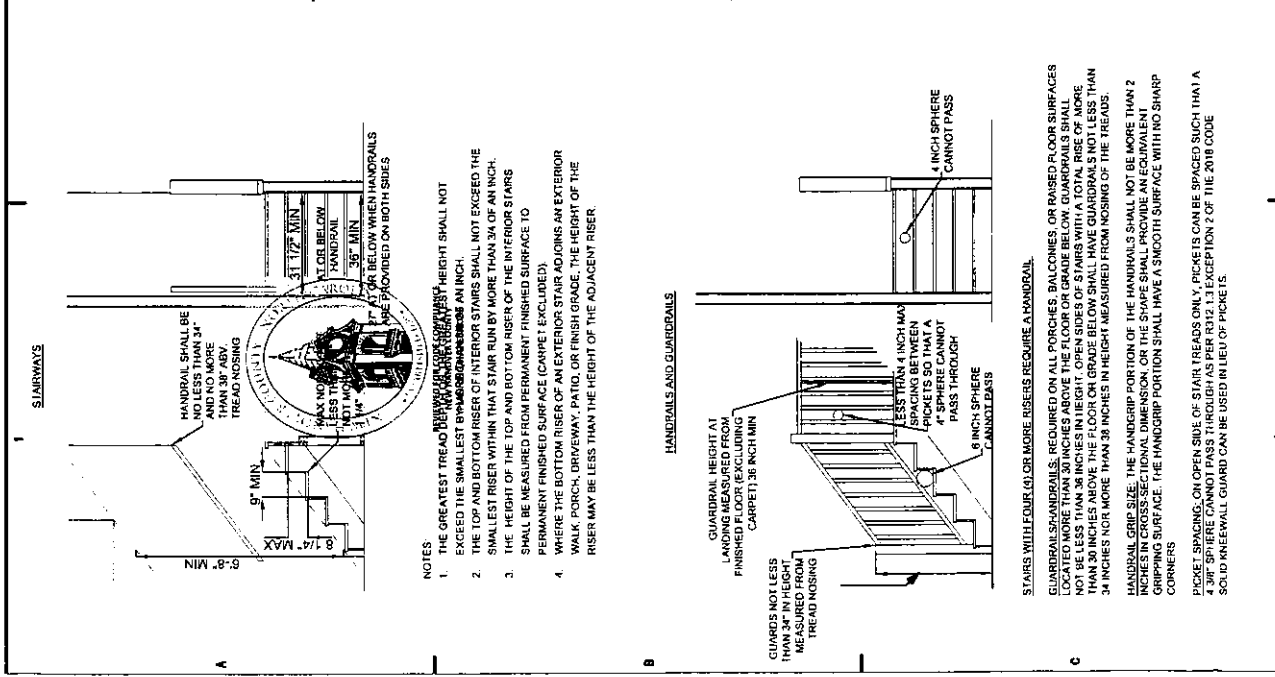 1
STAIRWAYS
HANDRAIL SHALL BE
NO LESS THAN 34"
AND NO MORE
THAN 38" ABV.
TREAD NOSING
6'-8" MIN
8 1/4" MAX
9" MIN
31 1/2" MIN
AT OR BELOW
HANDRAIL
36" MIN
27" AT OR BELOW WHEN HANDRAILS
ARE PROVIDED ON BOTH SIDES
A
NOTES
1. THE GREATEST TREAD HEIGHT SHALL NOT
EXCEED THE SMALLEST BY AN INCH.
2. THE TOP AND BOTTOM RISER OF INTERIOR STAIRS SHALL NOT EXCEED THE
SMALLEST RISER WITHIN THAT STAIR RUN BY MORE THAN 3/4 OF AN INCH.
3. THE HEIGHT OF THE TOP AND BOTTOM RISER OF THE INTERIOR STAIRS
SHALL BE MEASURED FROM PERMANENT FINISHED SURFACE TO
PERMANENT FINISHED SURFACE (CARPET EXCLUDED).
4. WHERE THE BOTTOM RISER OF AN EXTERIOR STAIR ADJOINS AN EXTERIOR
WALK, PORCH, DRIVEWAY, PATIO, OR FINISH GRADE, THE HEIGHT OF THE
RISER MAY BE LESS THAN THE HEIGHT OF THE ADJACENT RISER.
B
HANDRAILS AND GUARDRAILS
GUARDRAIL HEIGHT AT
LANDING MEASURED FROM
FINISHED FLOOR (EXCLUDING
CARPET) 36 INCH MIN
GUARDS NOT LESS
THAN 34" IN HEIGHT
MEASURED FROM
TREAD NOSING
LESS THAN 4 INCH MAX
SPACING BETWEEN
PICKETS SO THAT A
4" SPHERE CANNOT
PASS THROUGH
6 INCH SPHERE
CANNOT PASS
4 INCH SPHERE
CANNOT PASS
C
STAIRS WITH FOUR (4) OR MORE RISERS REQUIRE A HANDRAIL.
GUARDRAILS/HANDRAILS: REQUIRED ON ALL PORCHES, BALCONIES, OR RAISED FLOOR SURFACES
LOCATED MORE THAN 30 INCHES ABOVE THE FLOOR OR GRADE BELOW. GUARDRAILS SHALL
NOT BE LESS THAN 36 INCHES IN HEIGHT. OPEN SIDES OF STAIRS WITH A TOTAL RISE OF MORE
THAN 30 INCHES ABOVE THE FLOOR OR GRADE BELOW SHALL HAVE GUARDRAILS NOT LESS THAN
34 INCHES NOR MORE THAN 38 INCHES IN HEIGHT MEASURED FROM NOSING OF THE TREADS.
HANDRAIL GRIP SIZE: THE HANDGRIP PORTION OF THE HANDRAILS SHALL NOT BE MORE THAN 2
INCHES IN CROSS-SECTIONAL DIMENSION, OR THE SHAPE SHALL PROVIDE AN EQUIVALENT
GRIPPING SURFACE. THE HANDGRIP PORTION SHALL HAVE A SMOOTH SURFACE WITH NO SHARP
CORNERS
PICKET SPACING: ON OPEN SIDE OF STAIR TREADS ONLY, PICKETS CAN BE SPACED SUCH THAT A
4 3/8" SPHERE CANNOT PASS THROUGH AS PER R312.1.3 EXCEPTION 2 OF THE 2018 CODE
SOLID KNEEWALL GUARD CAN BE USED IN LIEU OF PICKETS.